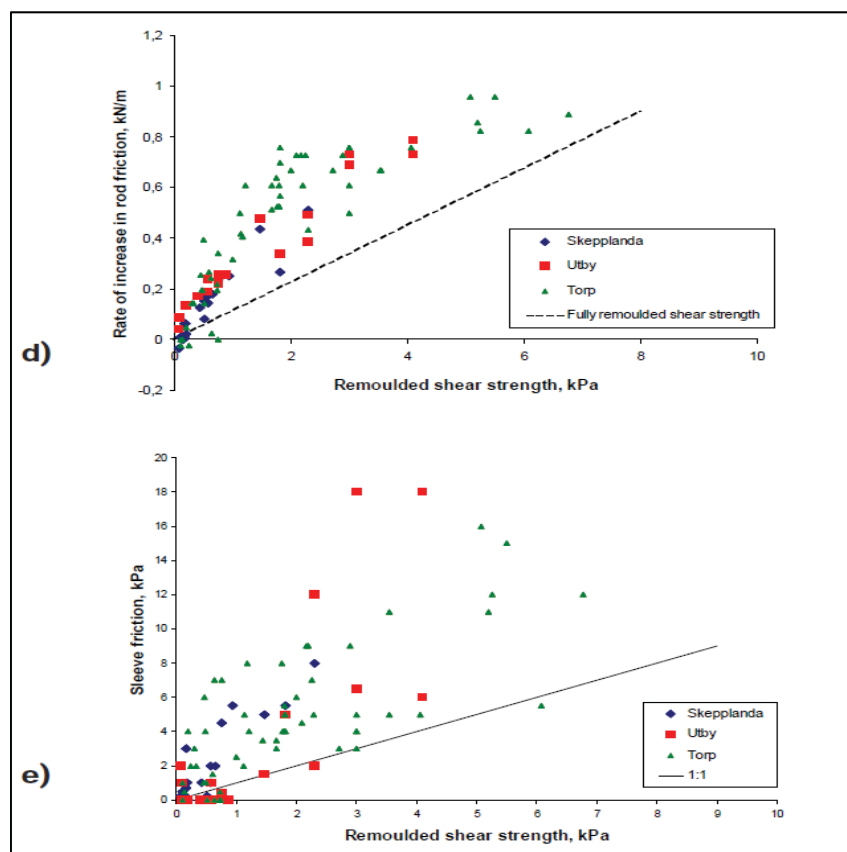 1,2
1
0,8
0,6
0,4
0,2
0
-0,2
Rate of increase in rod friction, kN/m
Skepplanda
Utby
Torp
Fully remoulded shear strength
0 2 4 6 8 10
Remoulded shear strength, kPa
d)
20
18
16
14
12
10
8
6
4
2
0
Sleeve friction, kPa
Skepplanda
Utby
Torp
1:1
0 1 2 3 4 5 6 7 8 9 10
Remoulded shear strength, kPa
e)